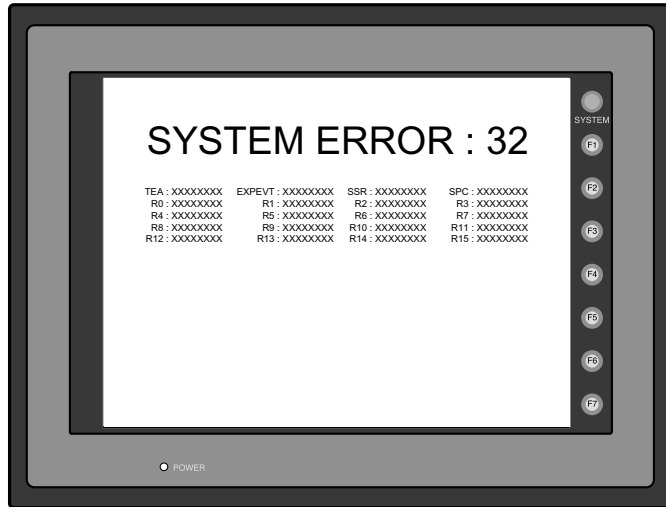 SYSTEM ERROR : 32
TEA : XXXXXXXX EXPEVT : XXXXXXXX SSR : XXXXXXXX SPC : XXXXXXXX
R0 : XXXXXXXX R1 : XXXXXXXX R2 : XXXXXXXX R3 : XXXXXXXX
R4 : XXXXXXXX R5 : XXXXXXXX R6 : XXXXXXXX R7 : XXXXXXXX
R8 : XXXXXXXX R9 : XXXXXXXX R10 : XXXXXXXX R11 : XXXXXXXX
R12 : XXXXXXXX R13 : XXXXXXXX R14 : XXXXXXXX R15 : XXXXXXXX
SYSTEM
F1
F2
F3
F4
F5
F6
F7
POWER